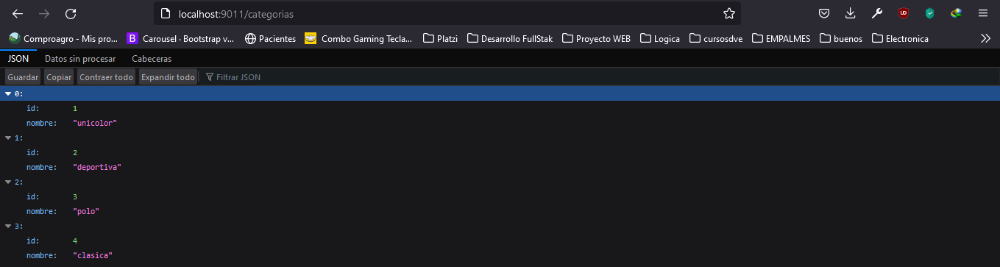 localhost:9011/categorias
Comproagro - Mis pro... B Carousel · Bootstrap v... Pacientes Combo Gaming Tecla... Platzi Desarrollo FullStak Proyecto WEB Logica cursosdve EMPALMES buenos Electronica
JSON Datos sin procesar Cabeceras
Guardar Copiar Contraer todo Expandir todo Filtrar JSON
0:
id: 1
nombre: "unicolor"
1:
id: 2
nombre: "deportiva"
2:
id: 3
nombre: "polo"
3:
id: 4
nombre: "clasica"